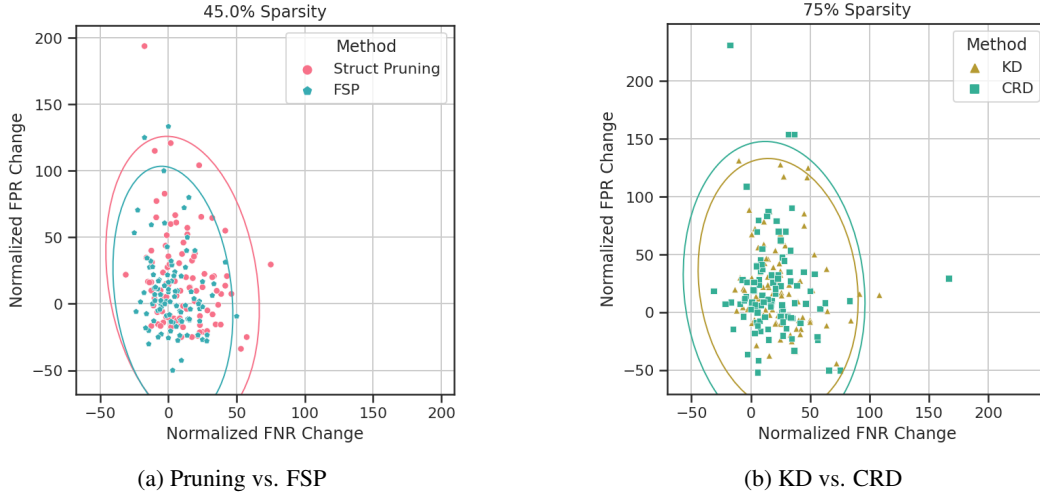 45.0% Sparsity
Normalized FPR Change
200
150
100
50
0
−50
−50 0 50 100 150 200
Normalized FNR Change
Method
Struct Pruning
FSP
(a) Pruning vs. FSP
75% Sparsity
Normalized FPR Change
200
150
100
50
0
−50
−50 0 50 100 150 200
Normalized FNR Change
Method
KD
CRD
(b) KD vs. CRD